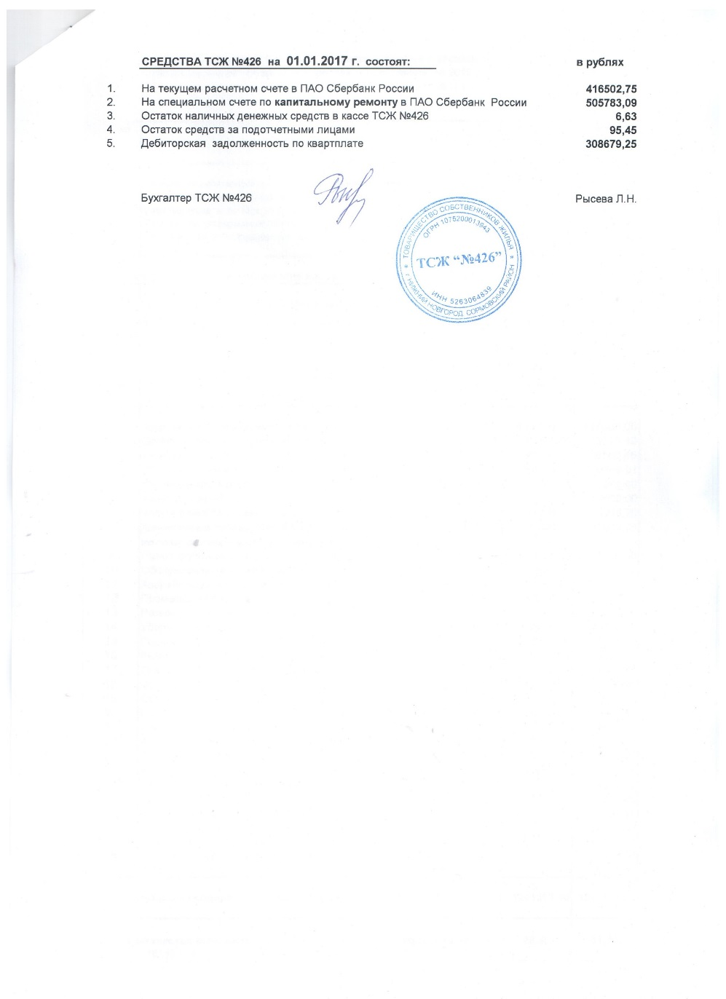 СРЕДСТВА ТСЖ №426 на 01.01.2017 г. состоят: в рублях
1. На текущем расчетном счете в ПАО Сбербанк России 416502,75
2. На специальном счете по капитальному ремонту в ПАО Сбербанк России 505783,09
3. Остаток наличных денежных средств в кассе ТСЖ №426 6,63
4. Остаток средств за подотчетными лицами 95,45
5. Дебиторская задолженность по квартплате 308679,25
Бухгалтер ТСЖ №426 Рысева Л.Н.
ТОВАРИЩЕСТВО СОБСТВЕННИКОВ ЖИЛЬЯ
ОГРН 1075200013943
ТСЖ “№426”
ИНН 5263064839
г. НИЖНИЙ НОВГОРОД, СОРМОВСКИЙ РАЙОН